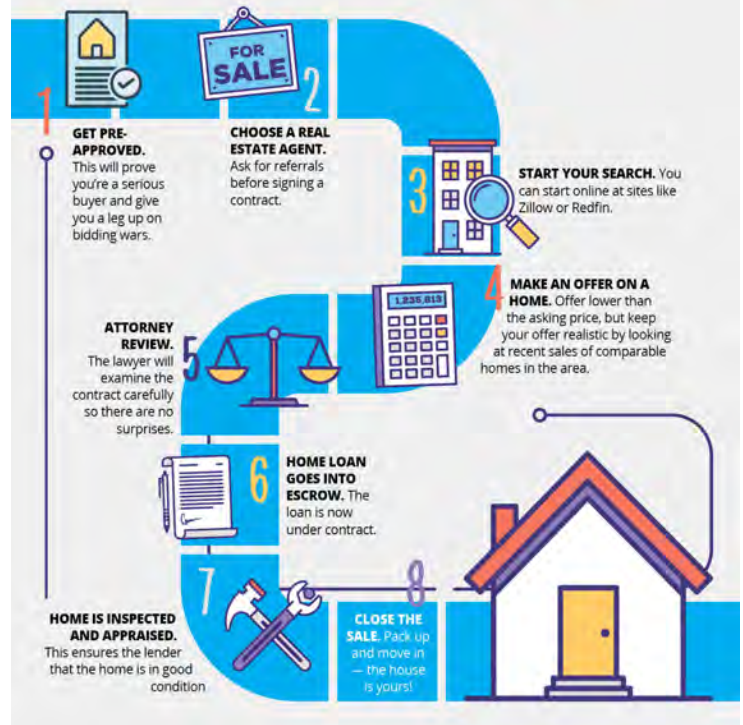 1
GET PRE-
APPROVED.
This will prove
you're a serious
buyer and give
you a leg up on
bidding wars.
FOR
SALE
2
CHOOSE A REAL
ESTATE AGENT.
Ask for referrals
before signing a
contract.
3
START YOUR SEARCH. You
can start online at sites like
Zillow or Redfin.
1,235,813
4
MAKE AN OFFER ON A
HOME. Offer lower than
the asking price, but keep
your offer realistic by looking
at recent sales of comparable
homes in the area.
5
ATTORNEY
REVIEW.
The lawyer will
examine the
contract carefully
so there are no
surprises.
6
HOME LOAN
GOES INTO
ESCROW. The
loan is now
under contract.
7
HOME IS INSPECTED
AND APPRAISED.
This ensures the lender
that the home is in good
condition
8
CLOSE THE
SALE. Pack up
and move in
— the house
is yours!